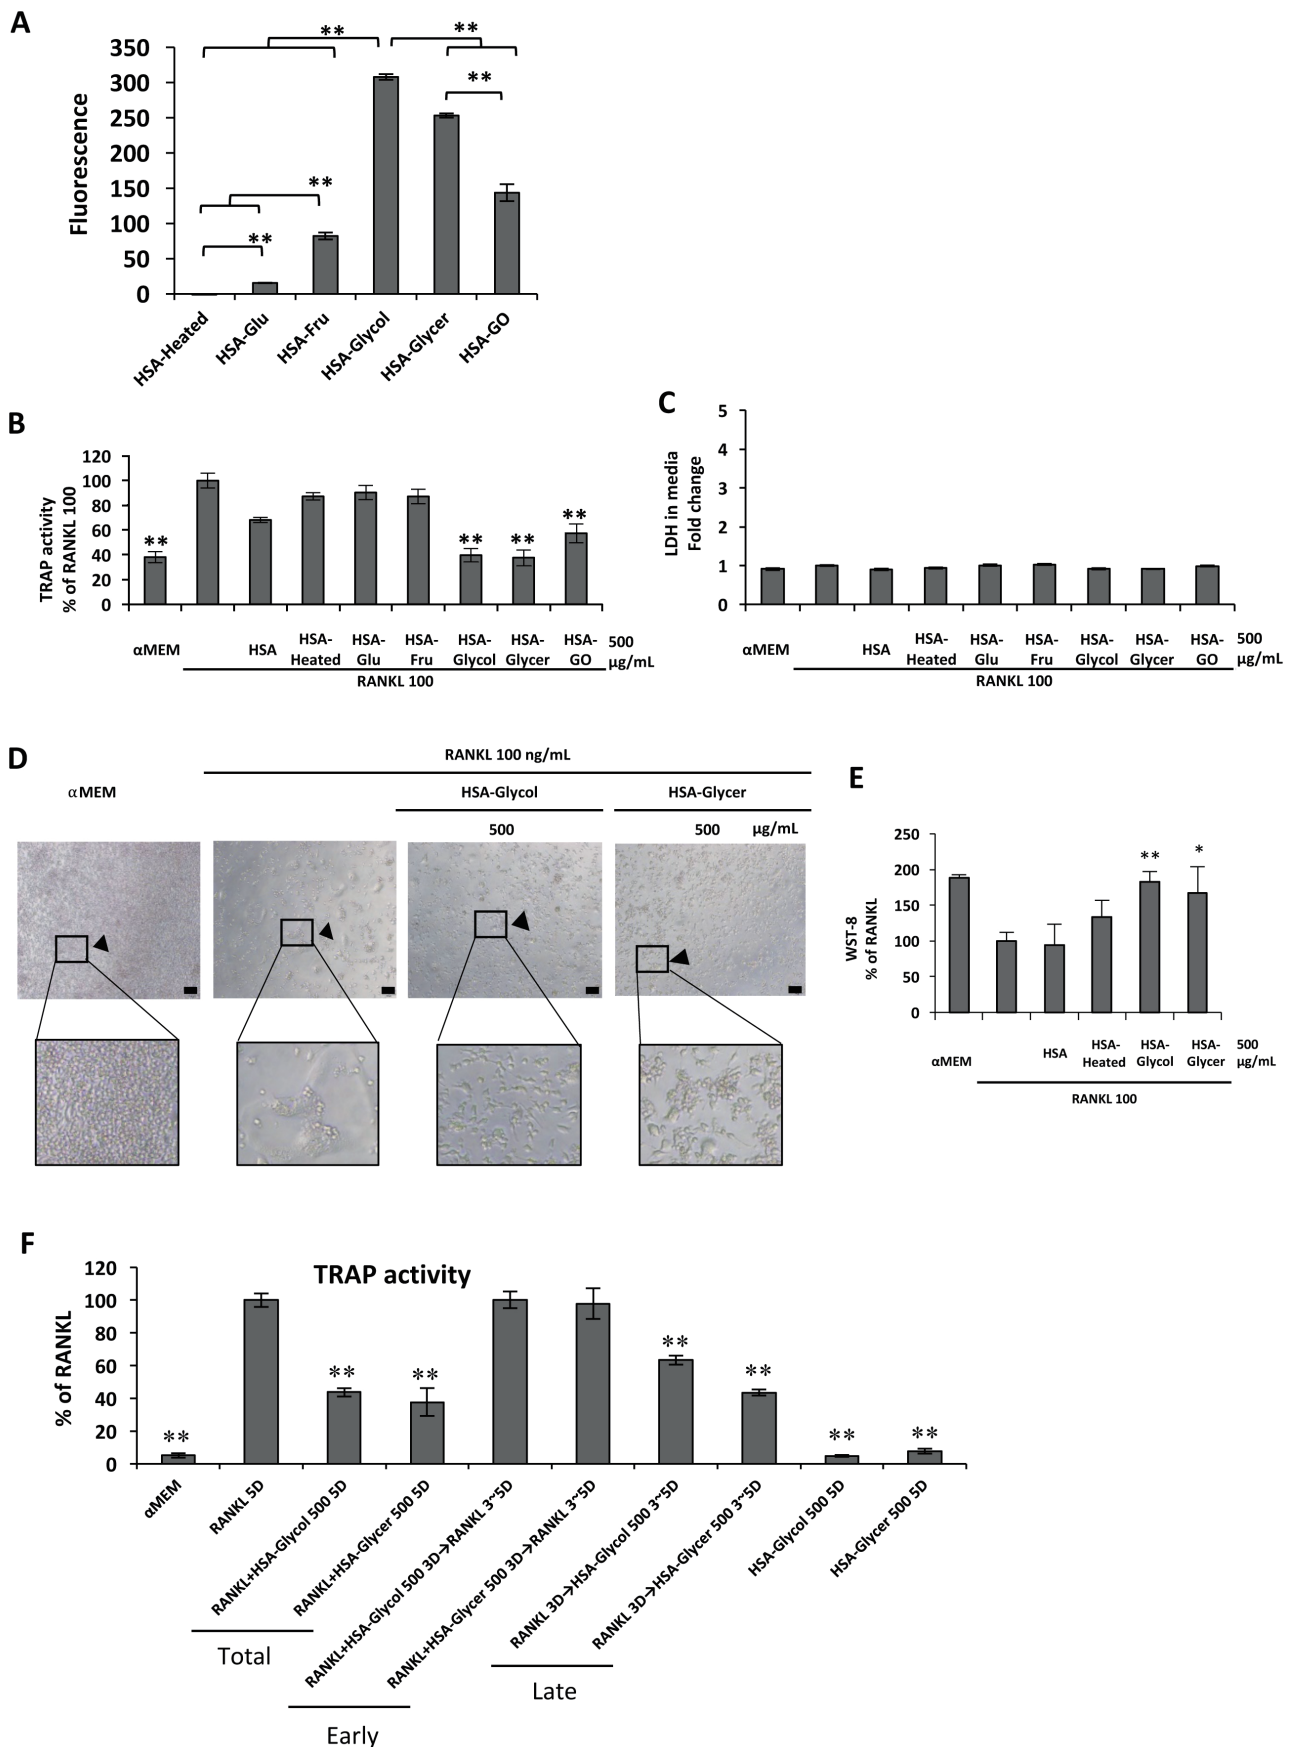 A
Fluorescence
350
300
250
200
150
100
50
0
**
**
**
**
**
HSA-Heated
HSA-Glu
HSA-Fru
HSA-Glycol
HSA-Glycer
HSA-GO
B
TRAP activity
% of RANKL 100
120
100
80
60
40
20
0
**
**
**
**
αMEM
HSA
HSA-
Heated
HSA-
Glu
HSA-
Fru
HSA-
Glycol
HSA-
Glycer
HSA-
GO
500
μg/mL
RANKL 100
C
LDH in media
Fold change
5
4
3
2
1
0
αMEM
HSA
HSA-
Heated
HSA-
Glu
HSA-
Fru
HSA-
Glycol
HSA-
Glycer
HSA-
GO
500
μg/mL
RANKL 100
D
RANKL 100 ng/mL
αMEM
HSA-Glycol
HSA-Glycer
500
500
μg/mL
E
WST-8
% of RANKL
250
200
150
100
50
0
**
*
αMEM
HSA
HSA-
Heated
HSA-
Glycol
HSA-
Glycer
500
μg/mL
RANKL 100
F
TRAP activity
% of RANKL
120
100
80
60
40
20
0
**
**
**
**
**
**
**
αMEM
RANKL 5D
RANKL+HSA-Glycol 500 5D
RANKL+HSA-Glycer 500 5D
RANKL+HSA-Glycol 500 3D→RANKL 3~5D
RANKL+HSA-Glycer 500 3D→RANKL 3~5D
RANKL 3D→HSA-Glycol 500 3~5D
RANKL 3D→HSA-Glycer 500 3~5D
HSA-Glycol 500 5D
HSA-Glycer 500 5D
Total
Early
Late